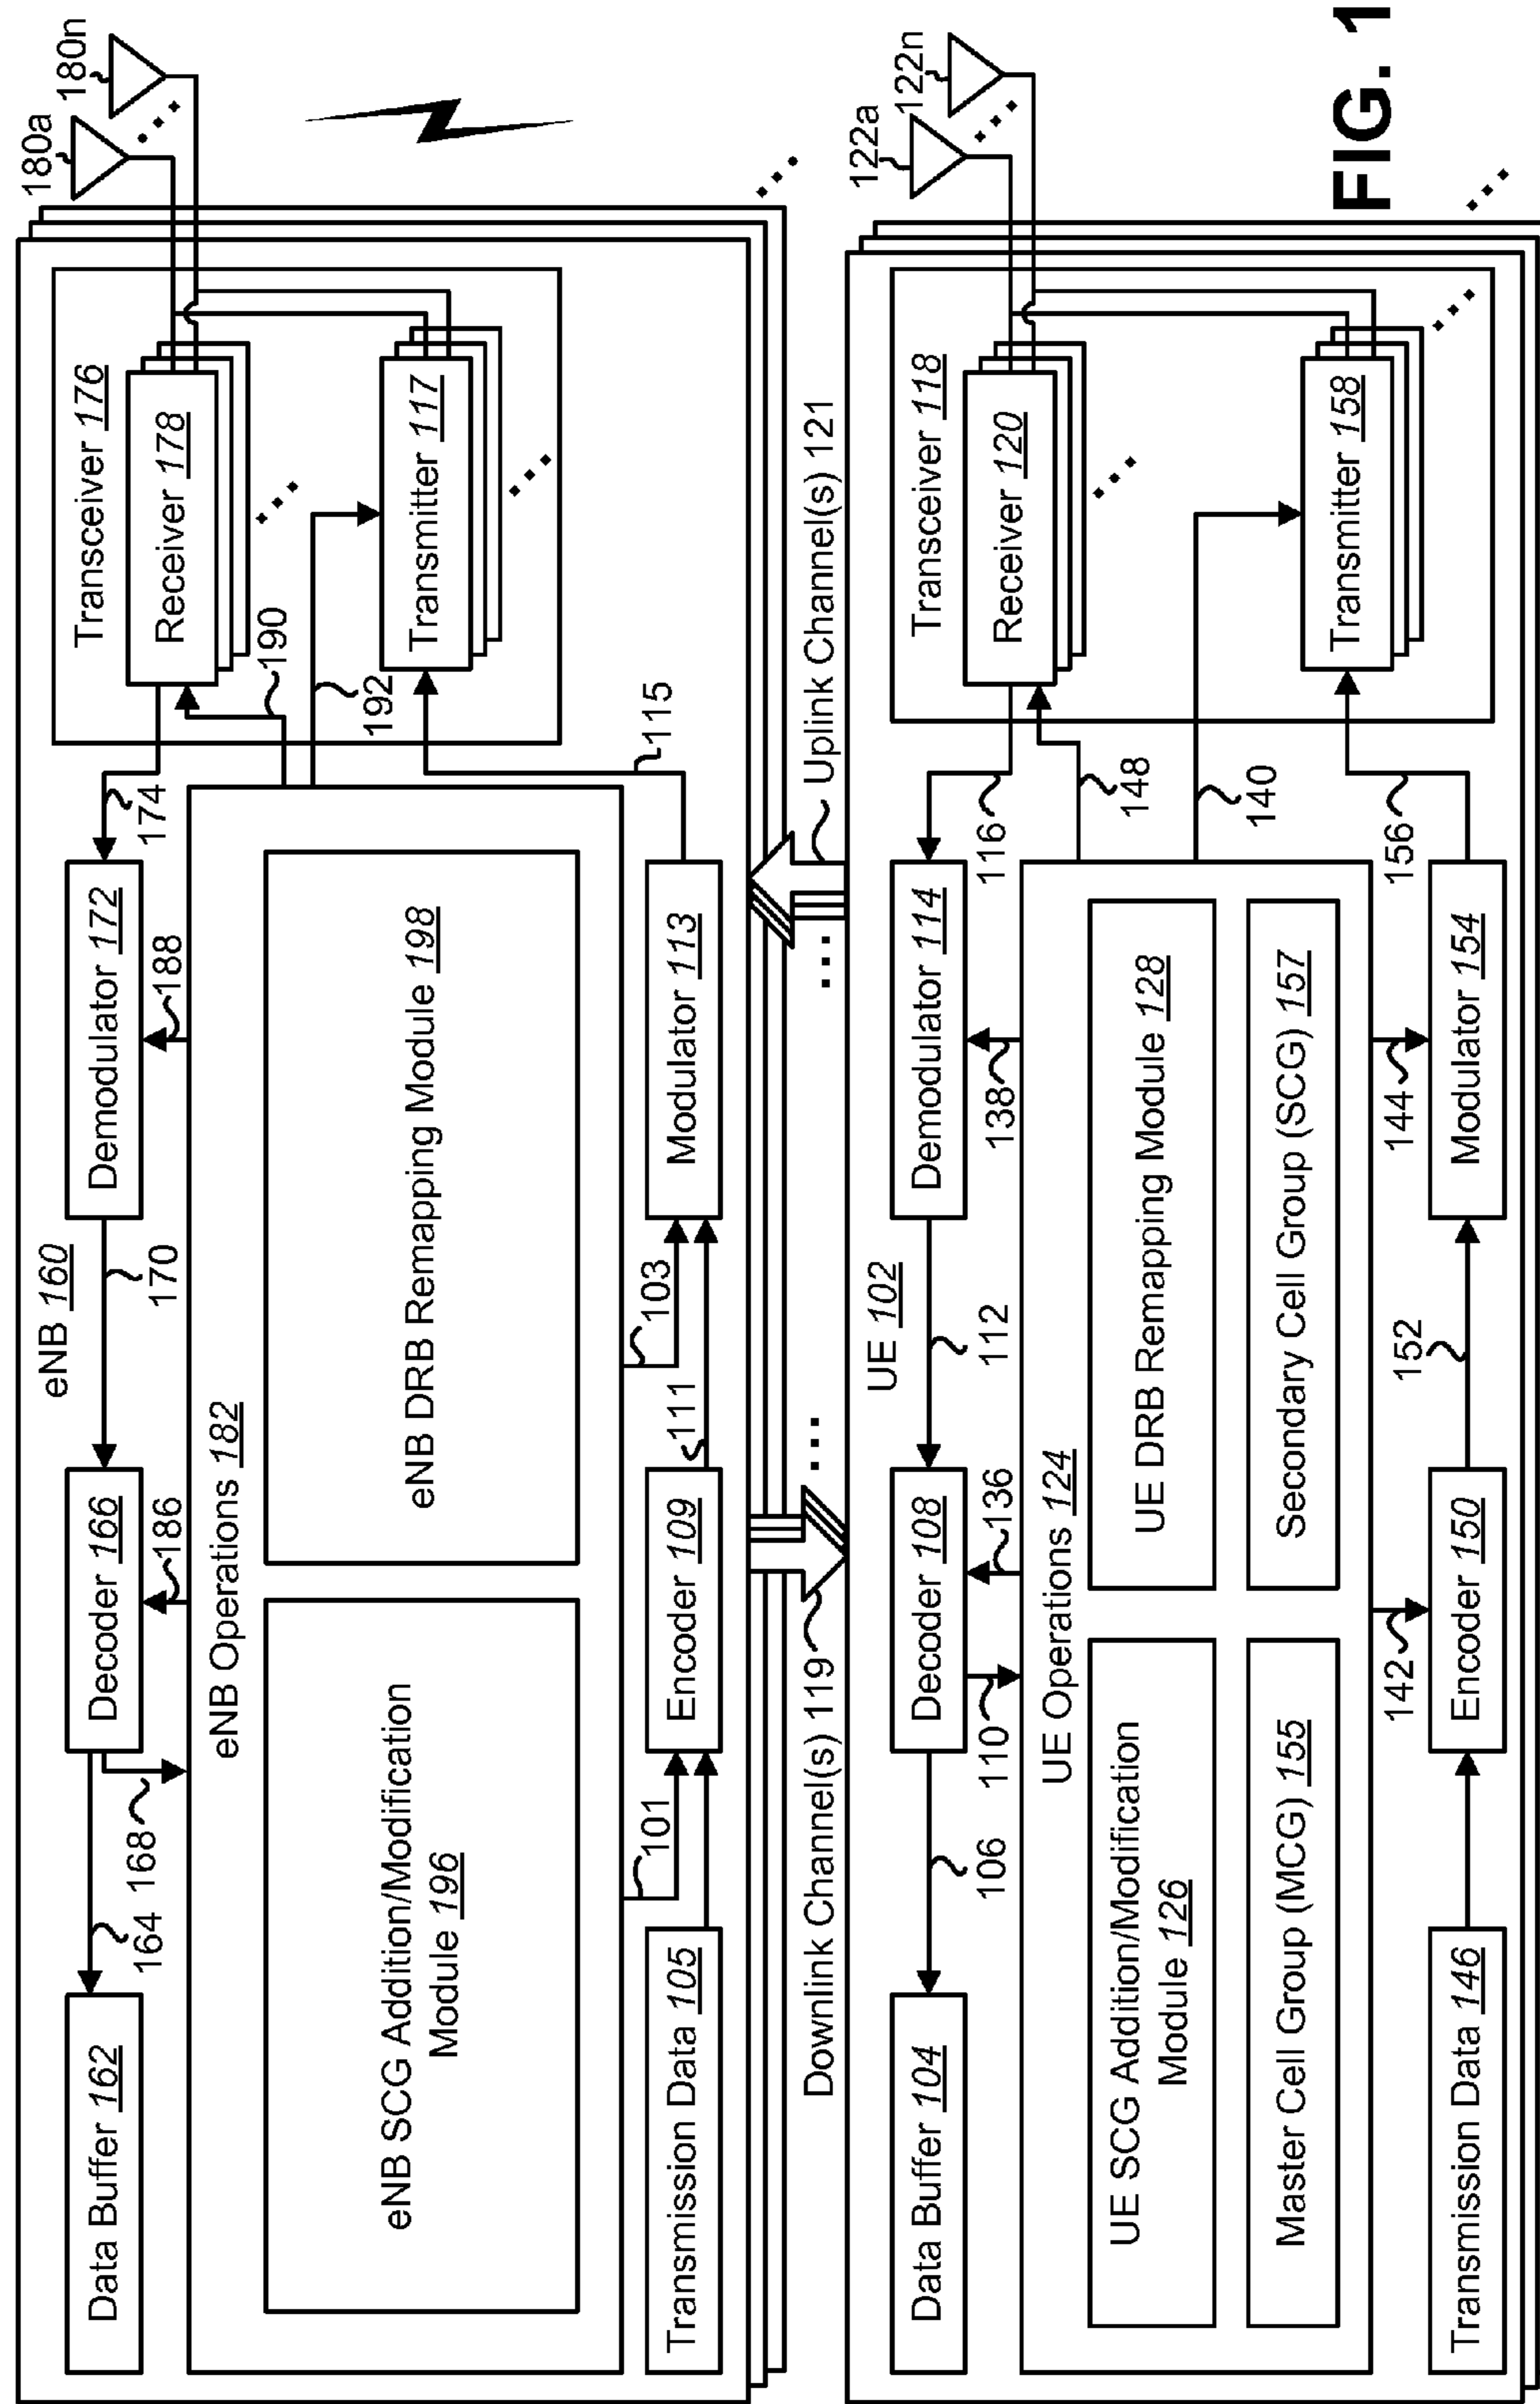 180a
180n
eNB 160
Transceiver 176
Data Buffer 162
164
Decoder 166
170
Demodulator 172
174
Receiver 178
168
186
188
190
eNB Operations 182
192
eNB SCG Addition/Modification
Module 196
eNB DRB Remapping Module 198
Transmitter 117
101
103
115
Transmission Data 105
Encoder 109
111
Modulator 113
Downlink Channel(s) 119
...
...
Uplink Channel(s) 121
122a
122n
UE 102
Transceiver 118
Data Buffer 104
106
Decoder 108
112
Demodulator 114
116
Receiver 120
110
136
138
148
UE Operations 124
UE SCG Addition/Modification
Module 126
UE DRB Remapping Module 128
140
Master Cell Group (MCG) 155
Secondary Cell Group (SCG) 157
Transmitter 158
142
144
156
Transmission Data 146
Encoder 150
152
Modulator 154
FIG. 1